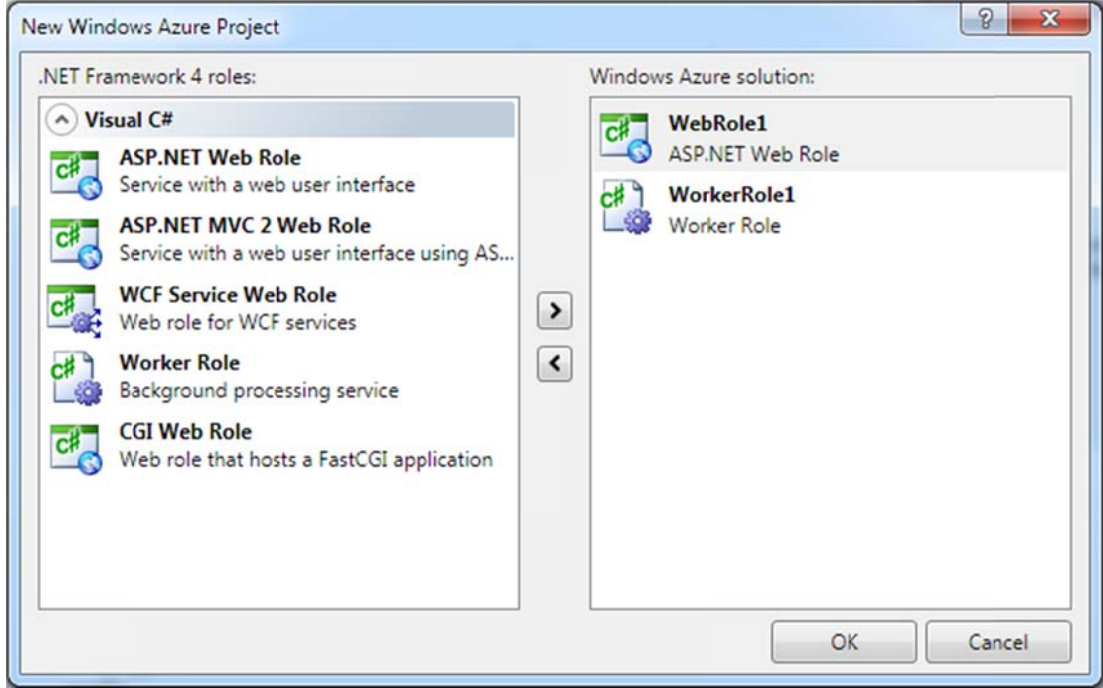 New Windows Azure Project
.NET Framework 4 roles:
Visual C#
ASP.NET Web Role
Service with a web user interface
ASP.NET MVC 2 Web Role
Service with a web user interface using AS...
WCF Service Web Role
Web role for WCF services
Worker Role
Background processing service
CGI Web Role
Web role that hosts a FastCGI application
Windows Azure solution:
WebRole1
ASP.NET Web Role
WorkerRole1
Worker Role
OK
Cancel